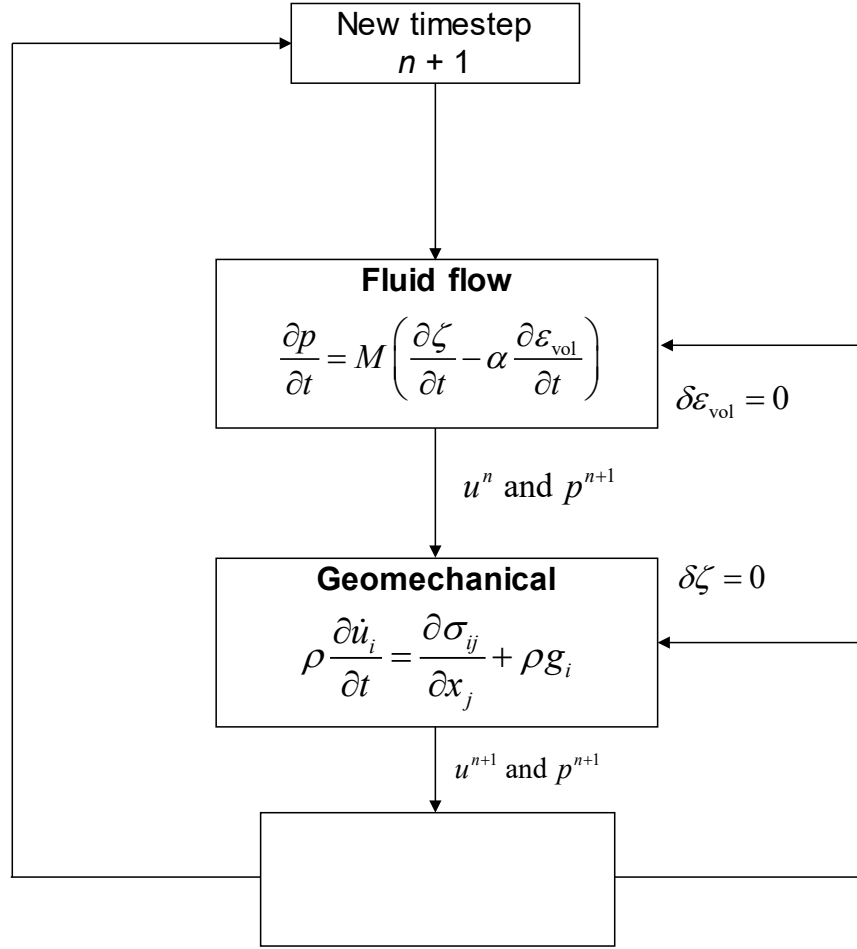 New timestep
n + 1
Fluid flow
∂p/∂t = M(∂ζ/∂t − α ∂ε_vol/∂t)
δε_vol = 0
u^n and p^{n+1}
Geomechanical
δζ = 0
ρ ∂u̇_i/∂t = ∂σ_ij/∂x_j + ρg_i
u^{n+1} and p^{n+1}